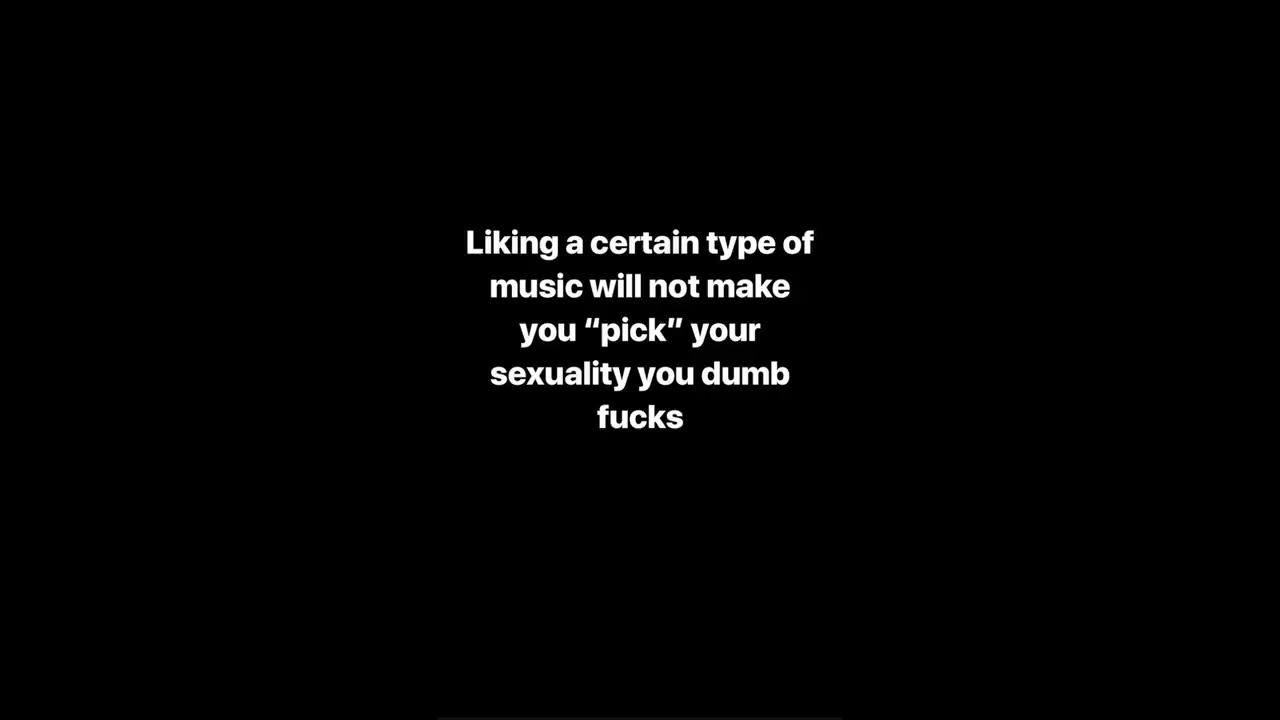 Liking a certain type of
music will not make
you “pick” your
sexuality you dumb
fucks